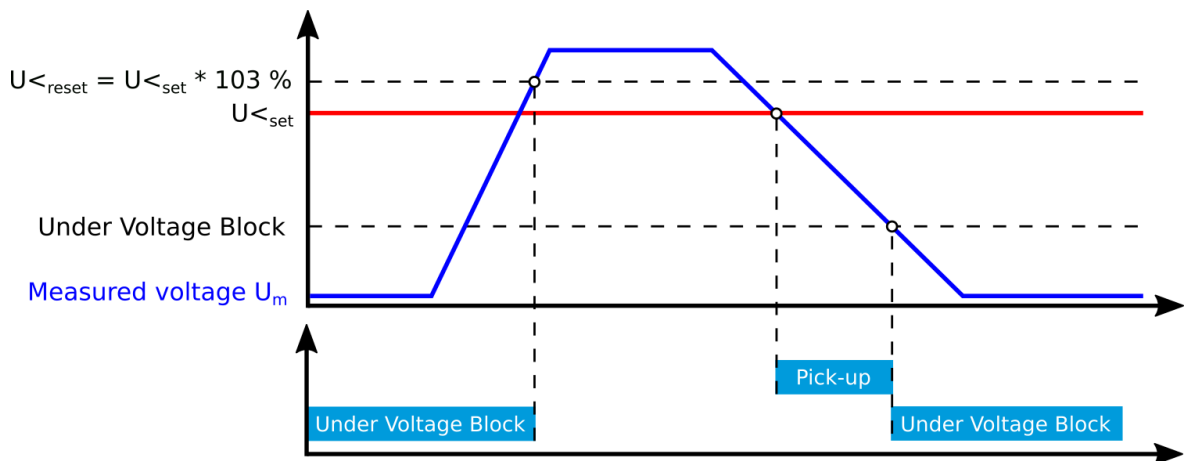 U<reset = U<set * 103 %
U<set
Under Voltage Block
Measured voltage Um
Pick-up
Under Voltage Block
Under Voltage Block